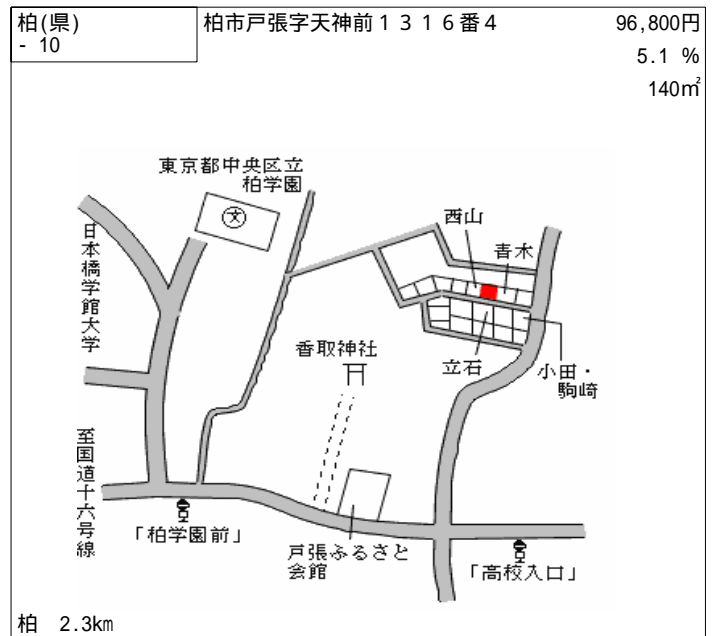 柏(県)
- 10
柏市戸張字天神前1316番4
96,800円
5.1 %
140㎡
東京都中央区立
柏学園
文
日本橋学館大学
西山
青木
香取神社
立石
小田・
駒崎
至国道十六号線
「柏学園前」
戸張ふるさと
会館
「高校入口」
柏 2.3km